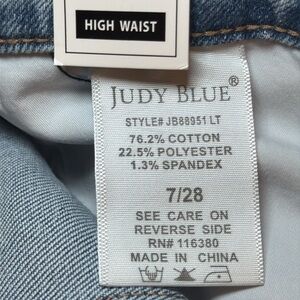 HIGH WAIST
JUDY BLUE®
STYLE# JB88951 LT
76.2% COTTON
22.5% POLYESTER
1.3% SPANDEX
7/28
SEE CARE ON
REVERSE SIDE
RN# 116380
MADE IN CHINA